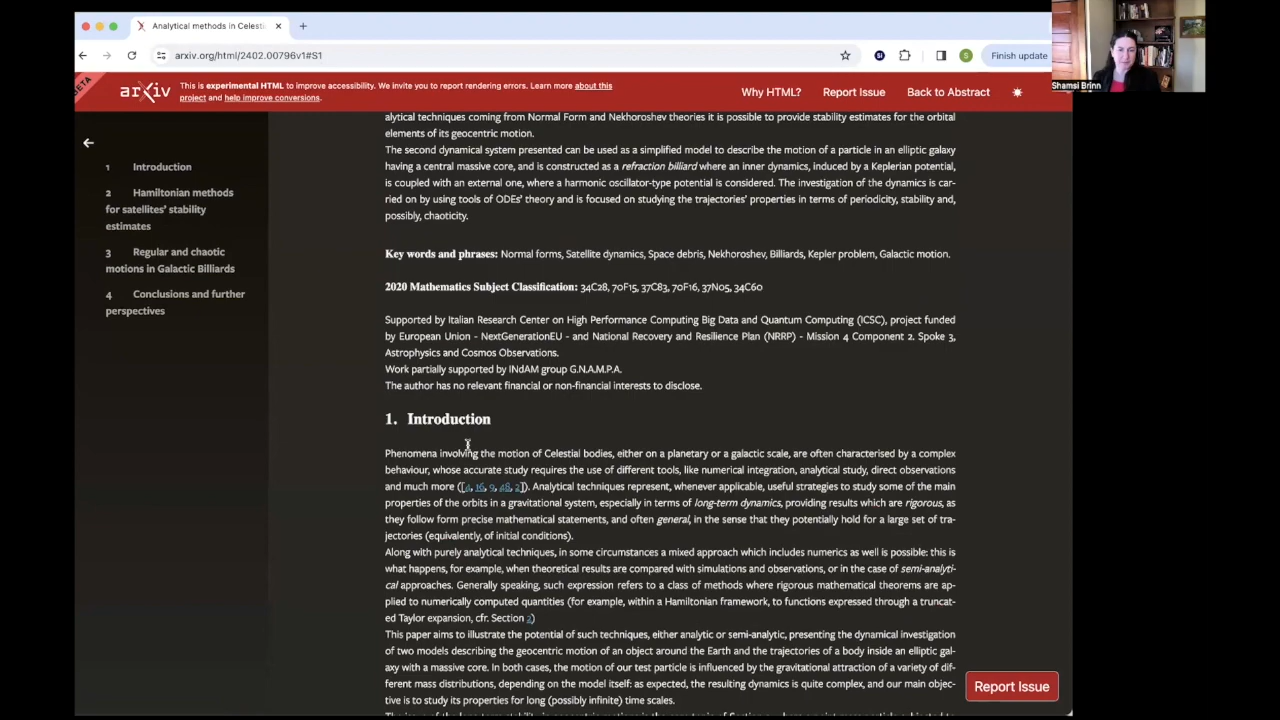 Analytical methods in Celesti
arxiv.org/html/2402.00796v1#S1
S
Finish update
Shamsi Brinn
BETA
arXiv
This is experimental HTML to improve accessibility. We invite you to report rendering errors. Learn more about this
project and help improve conversions.
Why HTML?
Report Issue
Back to Abstract
1 Introduction
2 Hamiltonian methods
for satellites' stability
estimates
3 Regular and chaotic
motions in Galactic Billiards
4 Conclusions and further
perspectives
alytical techniques coming from Normal Form and Nekhoroshev theories it is possible to provide stability estimates for the orbital
elements of its geocentric motion.
The second dynamical system presented can be used as a simplified model to describe the motion of a particle in an elliptic galaxy
having a central massive core, and is constructed as a refraction billiard where an inner dynamics, induced by a Keplerian potential,
is coupled with an external one, where a harmonic oscillator-type potential is considered. The investigation of the dynamics is car-
ried on by using tools of ODEs' theory and is focused on studying the trajectories' properties in terms of periodicity, stability and,
possibly, chaoticity.
Key words and phrases: Normal forms, Satellite dynamics, Space debris, Nekhoroshev, Billiards, Kepler problem, Galactic motion.
2020 Mathematics Subject Classification: 34C28, 70F15, 37C83, 70F16, 37N05, 34C60
Supported by Italian Research Center on High Performance Computing Big Data and Quantum Computing (ICSC), project funded
by European Union - NextGenerationEU - and National Recovery and Resilience Plan (NRRP) - Mission 4 Component 2. Spoke 3,
Astrophysics and Cosmos Observations.
Work partially supported by INdAM group G.N.A.M.P.A.
The author has no relevant financial or non-financial interests to disclose.
1. Introduction
Phenomena involving the motion of Celestial bodies, either on a planetary or a galactic scale, are often characterised by a complex
behaviour, whose accurate study requires the use of different tools, like numerical integration, analytical study, direct observations
and much more ([4, 16, 9, 48, 2]). Analytical techniques represent, whenever applicable, useful strategies to study some of the main
properties of the orbits in a gravitational system, especially in terms of long-term dynamics, providing results which are rigorous, as
they follow form precise mathematical statements, and often general, in the sense that they potentially hold for a large set of tra-
jectories (equivalently, of initial conditions).
Along with purely analytical techniques, in some circumstances a mixed approach which includes numerics as well is possible: this is
what happens, for example, when theoretical results are compared with simulations and observations, or in the case of semi-analyti-
cal approaches. Generally speaking, such expression refers to a class of methods where rigorous mathematical theorems are ap-
plied to numerically computed quantities (for example, within a Hamiltonian framework, to functions expressed through a truncat-
ed Taylor expansion, cfr. Section 2)
This paper aims to illustrate the potential of such techniques, either analytic or semi-analytic, presenting the dynamical investigation
of two models describing the geocentric motion of an object around the Earth and the trajectories of a body inside an elliptic gal-
axy with a massive core. In both cases, the motion of our test particle is influenced by the gravitational attraction of a variety of dif-
ferent mass distributions, depending on the model itself: as expected, the resulting dynamics is quite complex, and our main objec-
tive is to study its properties for long (possibly infinite) time scales.
Report Issue